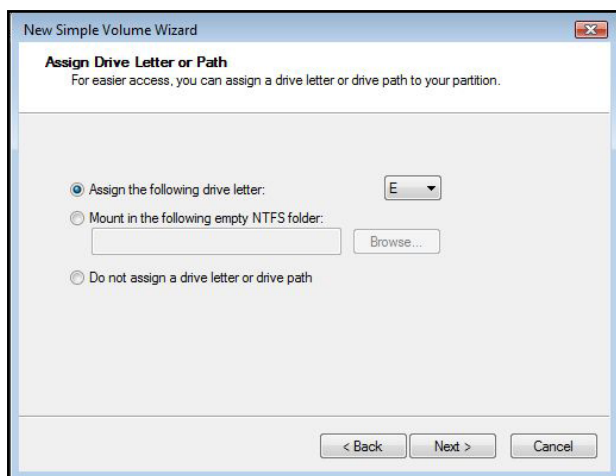 New Simple Volume Wizard
Assign Drive Letter or Path
For easier access, you can assign a drive letter or drive path to your partition.
Assign the following drive letter: E
Mount in the following empty NTFS folder:
Browse...
Do not assign a drive letter or drive path
< Back Next > Cancel